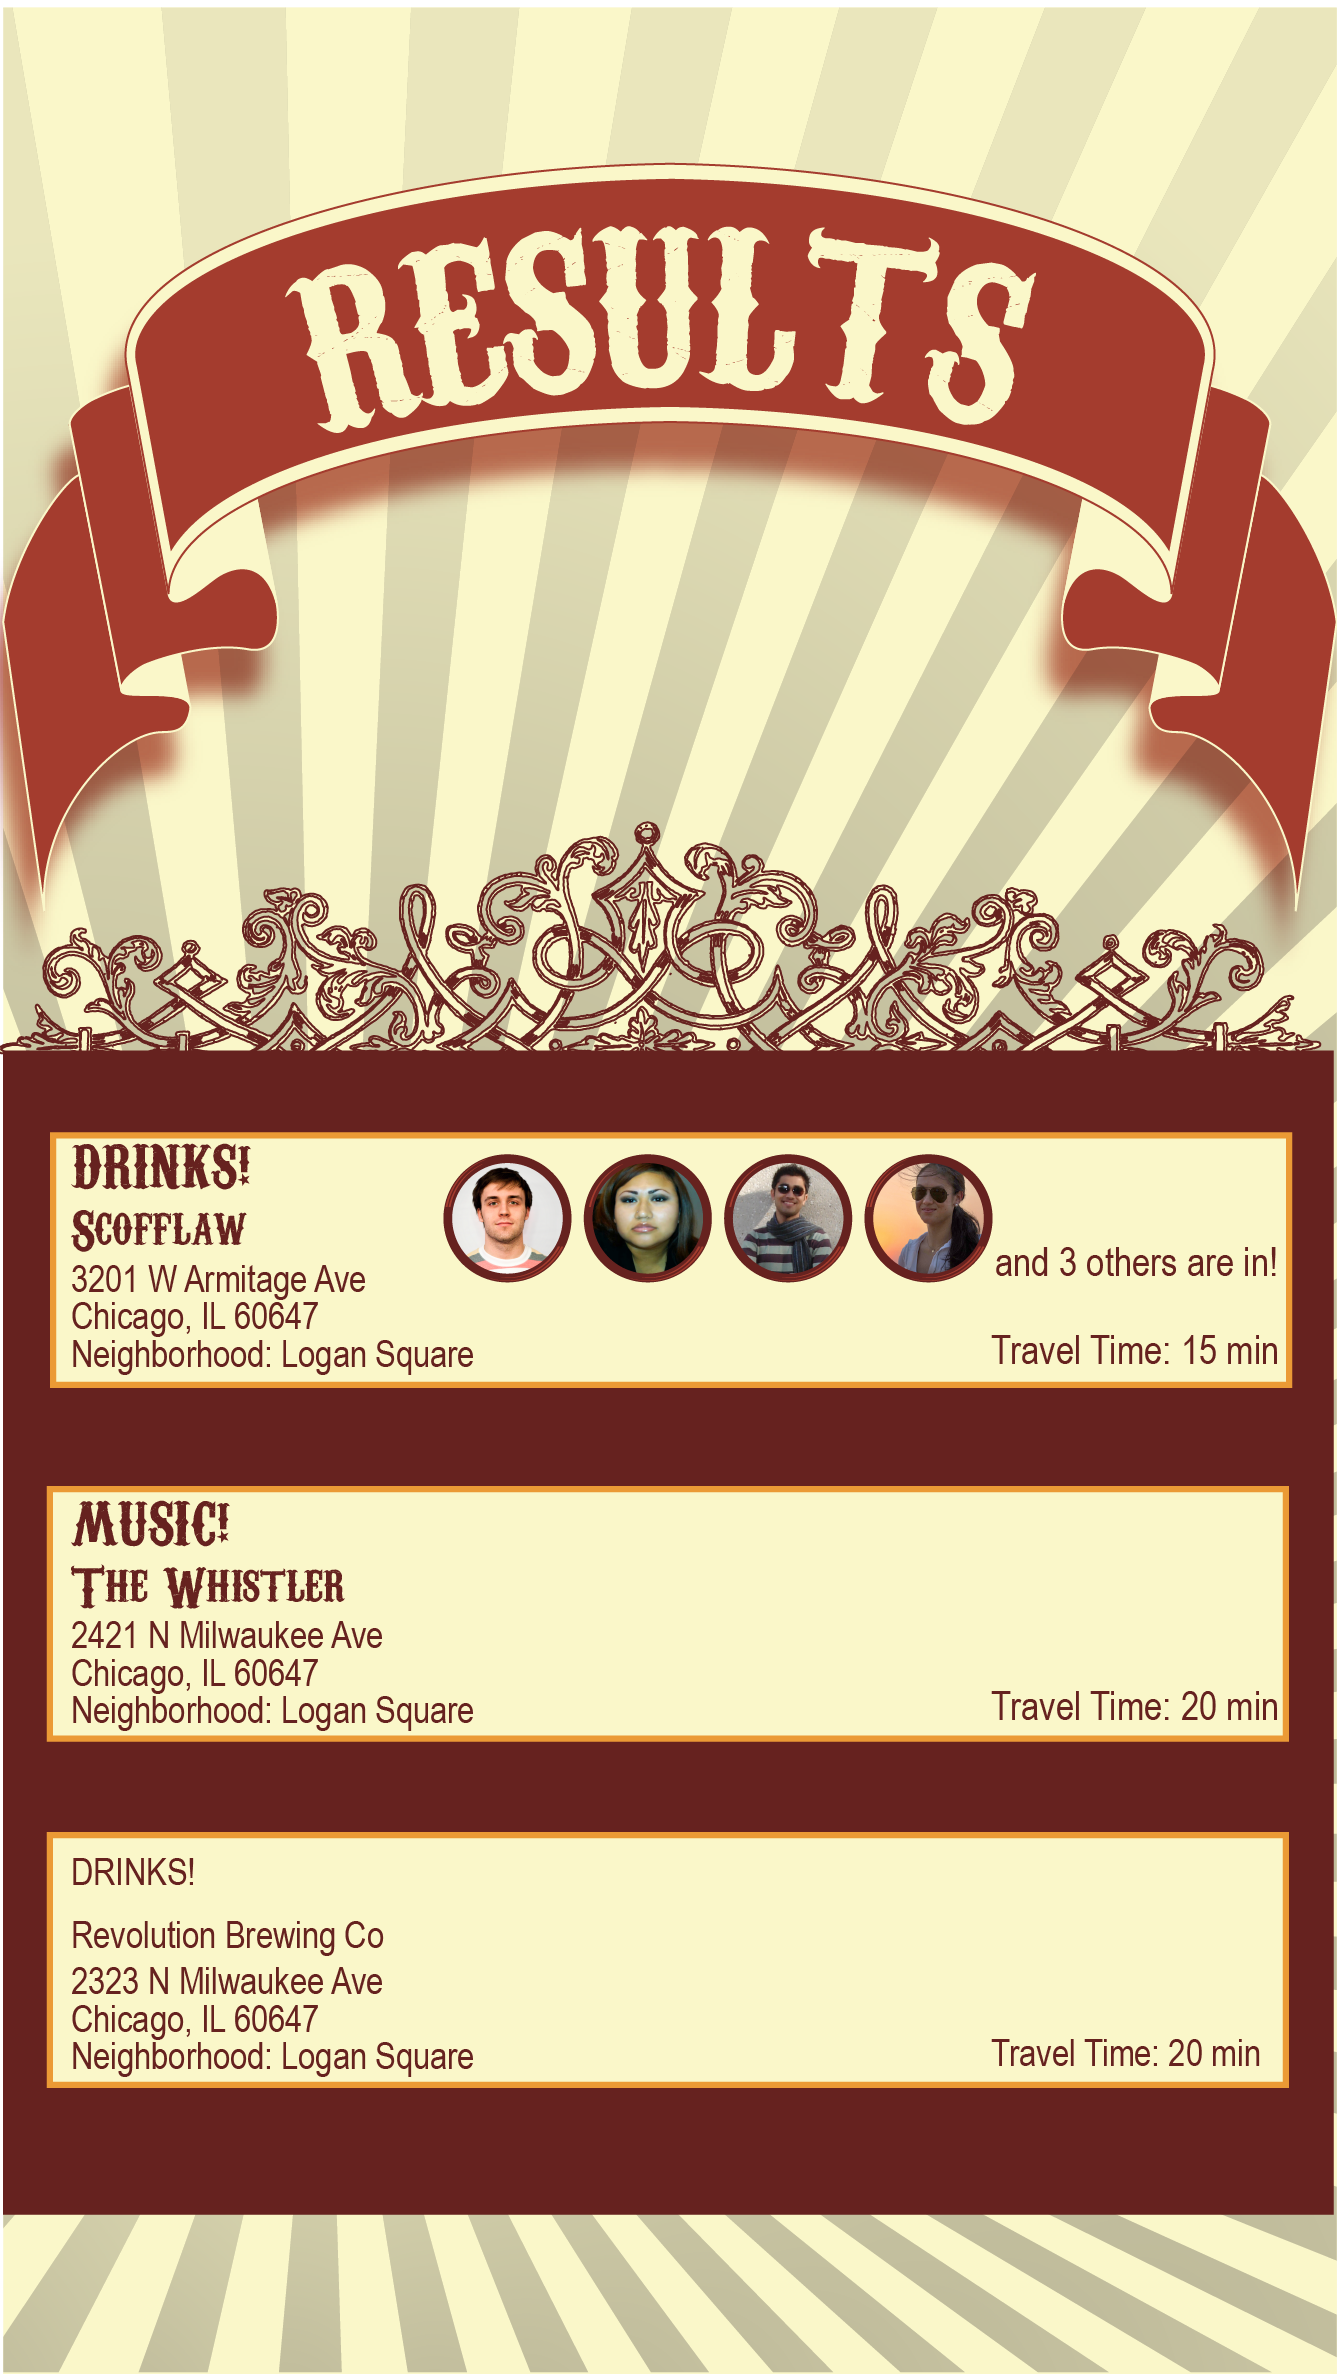 RESULTS
DRINKS!
Scofflaw
3201 W Armitage Ave
Chicago, IL 60647
Neighborhood: Logan Square
and 3 others are in!
Travel Time: 15 min
MUSIC!
The Whistler
2421 N Milwaukee Ave
Chicago, IL 60647
Neighborhood: Logan Square
Travel Time: 20 min
DRINKS!
Revolution Brewing Co
2323 N Milwaukee Ave
Chicago, IL 60647
Neighborhood: Logan Square
Travel Time: 20 min